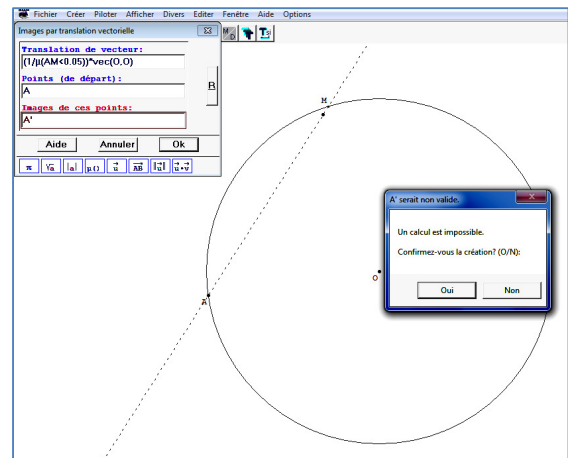 Fichier Créer Piloter Afficher Divers Editer Fenêtre Aide Options
Images par translation vectorielle
Translation de vecteur:
(1/µ(AM<0.05))*vec(O,O)
Points (de départ):
A
R
Images de ces points:
A'
Aide Annuler Ok
π √a |a| µ() u AB ||u|| u•v
M
A' serait non valide.
Un calcul est impossible.
Confirmez-vous la création? (O/N):
Oui Non
O
A